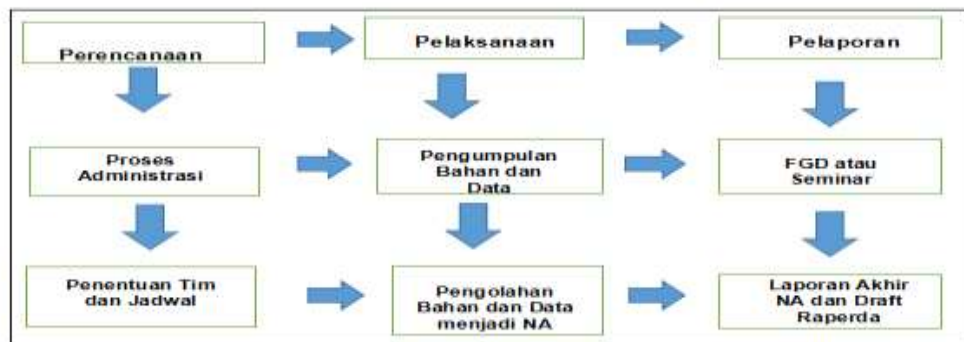 Perencanaan
Pelaksanaan
Pelaporan
Proses
Administrasi
Pengumpulan
Bahan dan
Data
FGD atau
Seminar
Penentuan Tim
dan Jadwal
Pengolahan
Bahan dan Data
menjadi NA
Laporan Akhir
NA dan Draft
Raperda